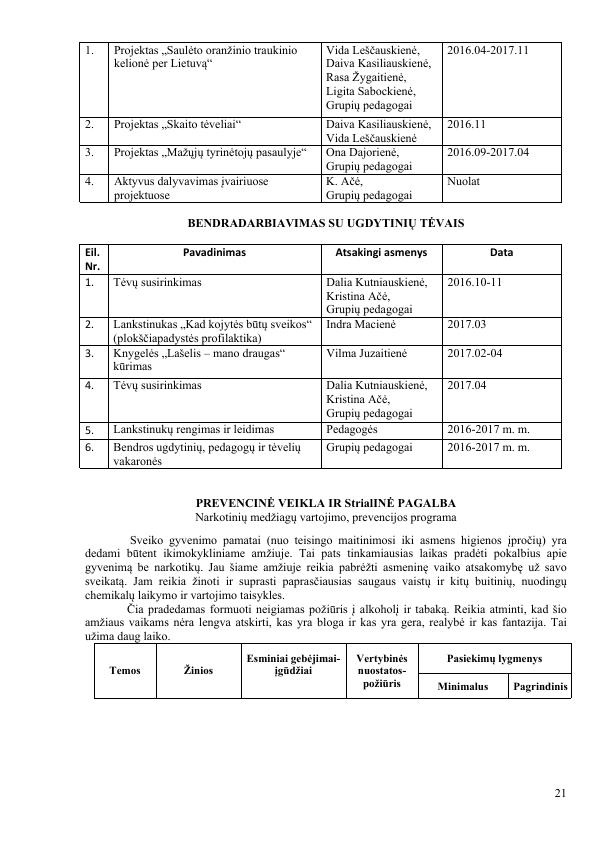 1. Projektas „Saulėto oranžinio traukinio Vida Leščauskienė, 2016.04-2017.11
kelionė per Lietuvą“ Daiva Kasiliauskienė,
Rasa Žygaitienė,
Ligita Sabockienė,
Grupių pedagogai
2. Projektas „Skaito tėveliai“ Daiva Kasiliauskienė, 2016.11
Vida Leščauskienė
3. Projektas „Mažųjų tyrinėtojų pasaulyje“ Ona Dajorienė, 2016.09-2017.04
Grupių pedagogai
4. Aktyvus dalyvavimas įvairiuose K. Ačė, Nuolat
projektuose Grupių pedagogai
BENDRADARBIAVIMAS SU UGDYTINIŲ TĖVAIS
Eil. Pavadinimas Atsakingi asmenys Data
Nr.
1. Tėvų susirinkimas Dalia Kutniauskienė, 2016.10-11
Kristina Ačė,
Grupių pedagogai
2. Lankstinukas „Kad kojytės būtų sveikos“ Indra Macienė 2017.03
(plokščiapadystės profilaktika)
3. Knygelės „Lašelis – mano draugas“ Vilma Juzaitienė 2017.02-04
kūrimas
4. Tėvų susirinkimas Dalia Kutniauskienė, 2017.04
Kristina Ačė,
Grupių pedagogai
5. Lankstinukų rengimas ir leidimas Pedagogės 2016-2017 m. m.
6. Bendros ugdytinių, pedagogų ir tėvelių Grupių pedagogai 2016-2017 m. m.
vakaronės
PREVENCINĖ VEIKLA IR StrialINĖ PAGALBA
Narkotinių medžiagų vartojimo, prevencijos programa
Sveiko gyvenimo pamatai (nuo teisingo maitinimosi iki asmens higienos įpročių) yra
dedami būtent ikimokykliniame amžiuje. Tai pats tinkamiausias laikas pradėti pokalbius apie
gyvenimą be narkotikų. Jau šiame amžiuje reikia pabrėžti asmeninę vaiko atsakomybę už savo
sveikatą. Jam reikia žinoti ir suprasti paprasčiausias saugaus vaistų ir kitų buitinių, nuodingų
chemikalų laikymo ir vartojimo taisykles.
Čia pradedamas formuoti neigiamas požiūris į alkoholį ir tabaką. Reikia atminti, kad šio
amžiaus vaikams nėra lengva atskirti, kas yra bloga ir kas yra gera, realybė ir kas fantazija. Tai
užima daug laiko.
Temos Žinios Esminiai gebėjimai- Vertybinės Pasiekimų lygmenys
įgūdžiai nuostatos-
požiūris Minimalus Pagrindinis
21